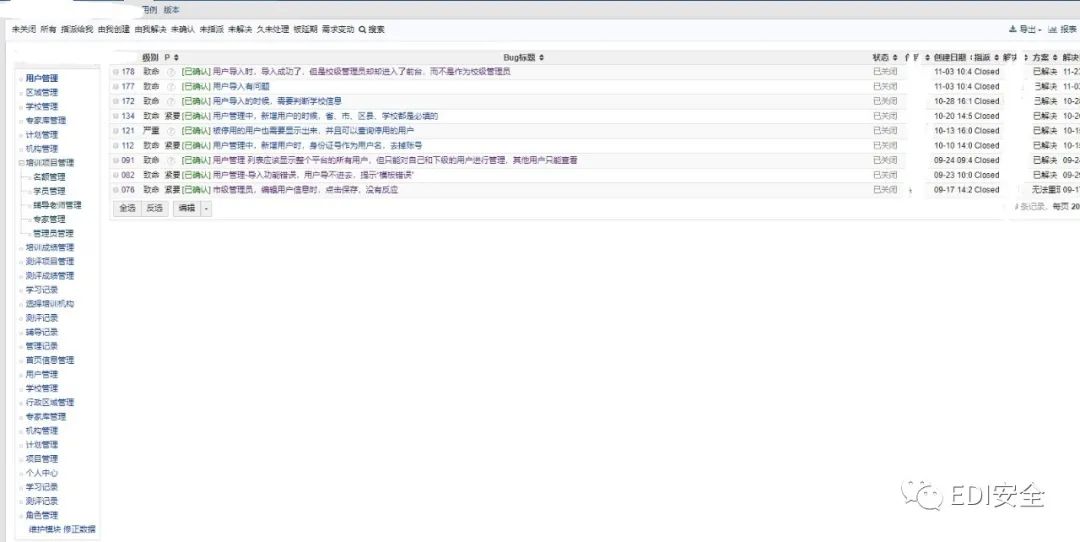 用例 版本
未关闭 所有 指派给我 由我创建 由我解决 未确认 未指派 未解决 久未处理 被延期 需求变动 搜索
导出 报表
级别 P Bug标题 状态 创建日期 指派 方案 解决
178 致命 [已确认] 用户导入时，导入成功了，但是校级管理员却却进入了前台，而不是作为校级管理员 已关闭 11-03 10:4 Closed 已解决 11-2
177 致命 [已确认] 用户导入有问题 已关闭 11-03 10:4 Closed 已解决
172 致命 [已确认] 用户导入的时候，需要判断学校信息 已关闭 10-28 16:1 Closed 已解决 10-2
134 致命 紧要 [已确认] 用户管理中，新增用户的时候，省、市、区县、学校都是必填的 已关闭 10-20 14:5 Closed 已解决 10-2
121 严重 [已确认] 被停用的用户也需要显示出来，并且可以查询停用的用户 已关闭 10-13 16:0 Closed 已解决 10-1
112 致命 紧要 [已确认] 用户管理中，新增用户时，身份证号作为用户名，去掉账号 已关闭 10-10 14:0 Closed 已解决 10-1
091 致命 [已确认] 用户管理 列表应该显示整个平台的所有用户，但只能对自己和下级的用户进行管理，其他用户只能查看 已关闭 09-24 09:4 Closed 已解决 09-2
082 致命 紧要 [已确认] 用户管理-导入功能错误，用户导不进去，提示'模板错误' 已关闭 09-23 10:0 Closed 已解决 09-2
076 致命 紧要 [已确认] 市级管理员，编辑用户信息时，点击保存，没有反应 已关闭 09-17 14:2 Closed 无法重现 09-1
全选 反选 编辑
条记录，每页 20
用户管理
区域管理
学校管理
专家库管理
计划管理
机构管理
培训项目管理
名额管理
学员管理
辅导老师管理
专家管理
管理员管理
培训成绩管理
测评项目管理
测评成绩管理
学习记录
选择培训机构
测评记录
辅导记录
管理记录
首页信息管理
用户管理
学校管理
行政区域管理
专家库管理
机构管理
计划管理
项目管理
个人中心
学习记录
测评记录
角色管理
维护模块 修正数据
EDI安全